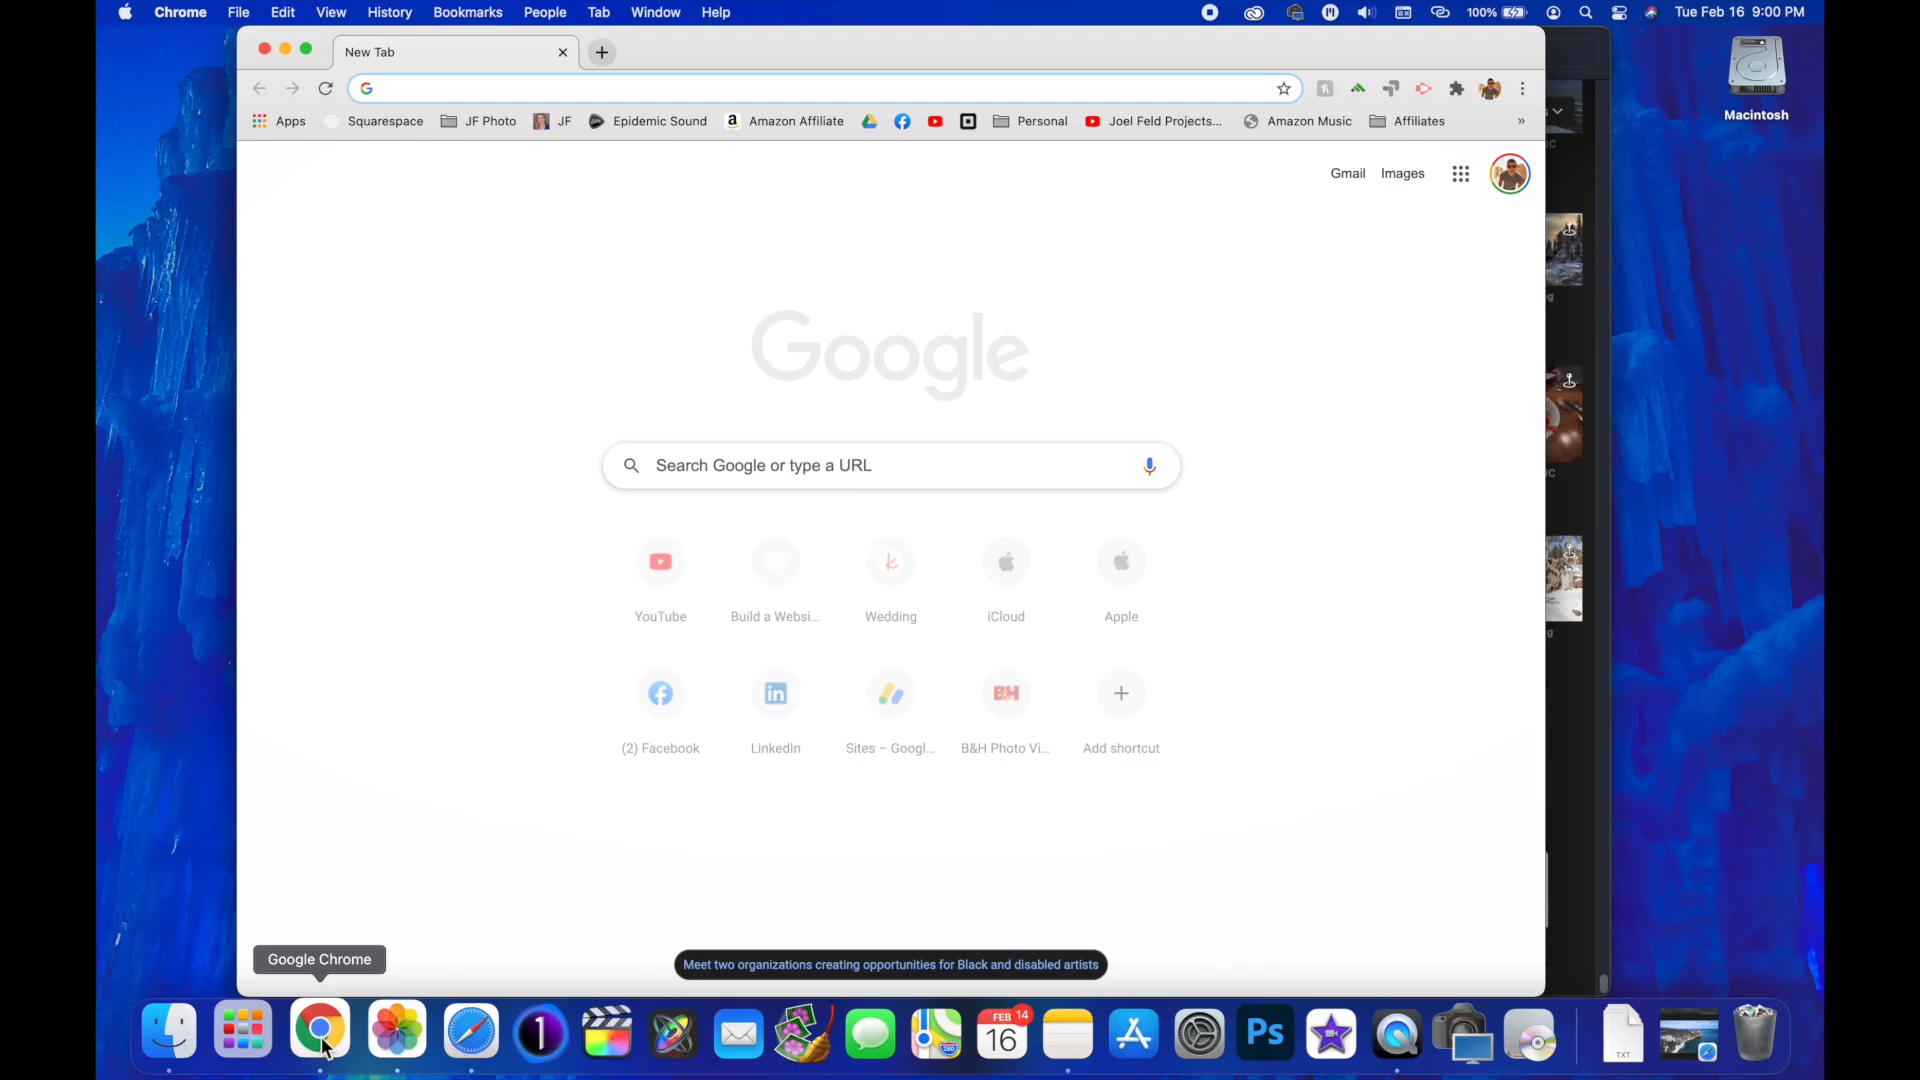 Chrome File Edit View History Bookmarks People Tab Window Help 100% Tue Feb 16 9:00 PM
New Tab
Apps Squarespace JF Photo JF Epidemic Sound Amazon Affiliate Personal Joel Feld Projects... Amazon Music Affiliates »
Macintosh
Gmail Images
Google
Search Google or type a URL
YouTube Build a Websi... Wedding iCloud Apple
B&H
(2) Facebook LinkedIn Sites – Googl... B&H Photo Vi... Add shortcut
Google Chrome
Meet two organizations creating opportunities for Black and disabled artists
1 FEB 14 16 Ps TXT